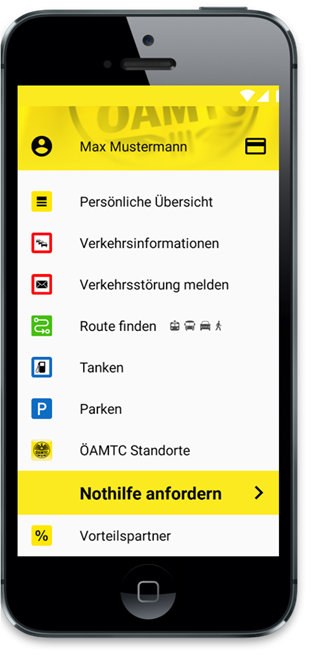 ÖAMTC
Max Mustermann
Persönliche Übersicht
Verkehrsinformationen
Verkehrsstörung melden
Route finden
Tanken
P Parken
ÖAMTC Standorte
Nothilfe anfordern
% Vorteilspartner